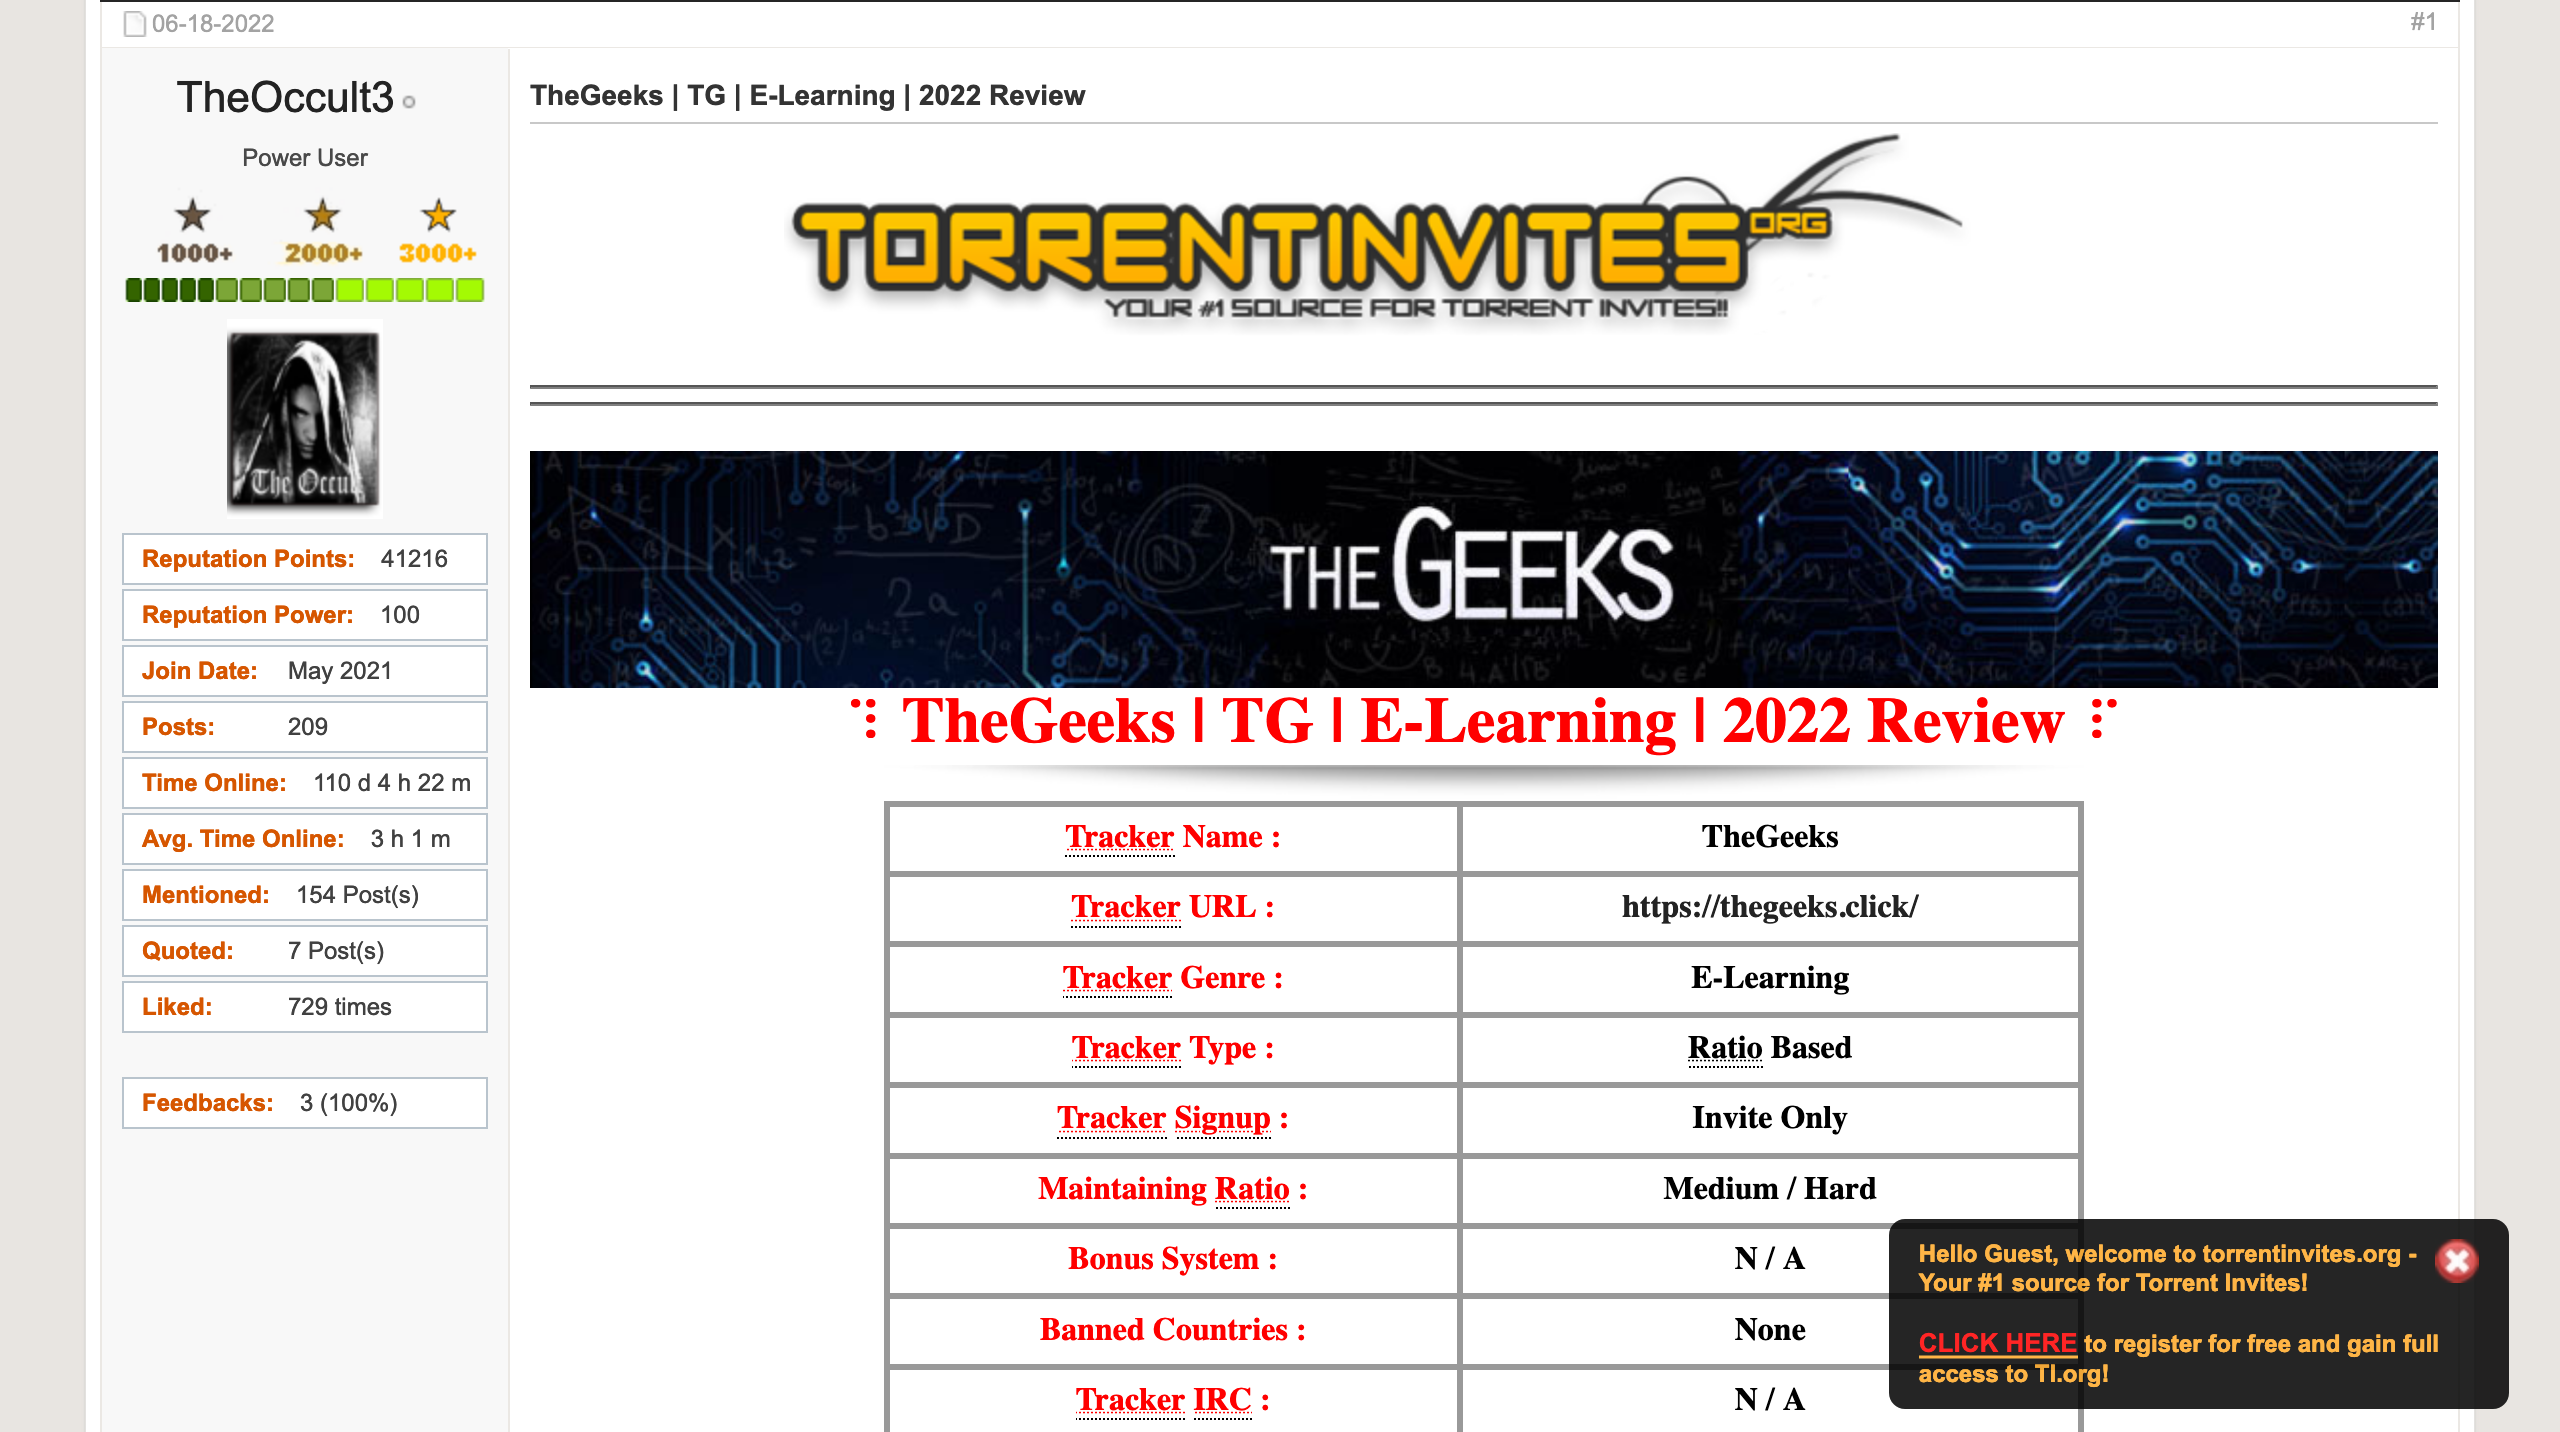 06-18-2022
#1
TheOccult3
Power User
1000+ 2000+ 3000+
The Occult
Reputation Points: 41216
Reputation Power: 100
Join Date: May 2021
Posts: 209
Time Online: 110 d 4 h 22 m
Avg. Time Online: 3 h 1 m
Mentioned: 154 Post(s)
Quoted: 7 Post(s)
Liked: 729 times
Feedbacks: 3 (100%)
TheGeeks | TG | E-Learning | 2022 Review
TORRENTINVITES ORG
YOUR #1 SOURCE FOR TORRENT INVITES!!
THE GEEKS
TheGeeks | TG | E-Learning | 2022 Review
Tracker Name : TheGeeks
Tracker URL : https://thegeeks.click/
Tracker Genre : E-Learning
Tracker Type : Ratio Based
Tracker Signup : Invite Only
Maintaining Ratio : Medium / Hard
Bonus System : N / A
Banned Countries : None
Tracker IRC : N / A
Hello Guest, welcome to torrentinvites.org -
Your #1 source for Torrent Invites!
CLICK HERE to register for free and gain full
access to TI.org!